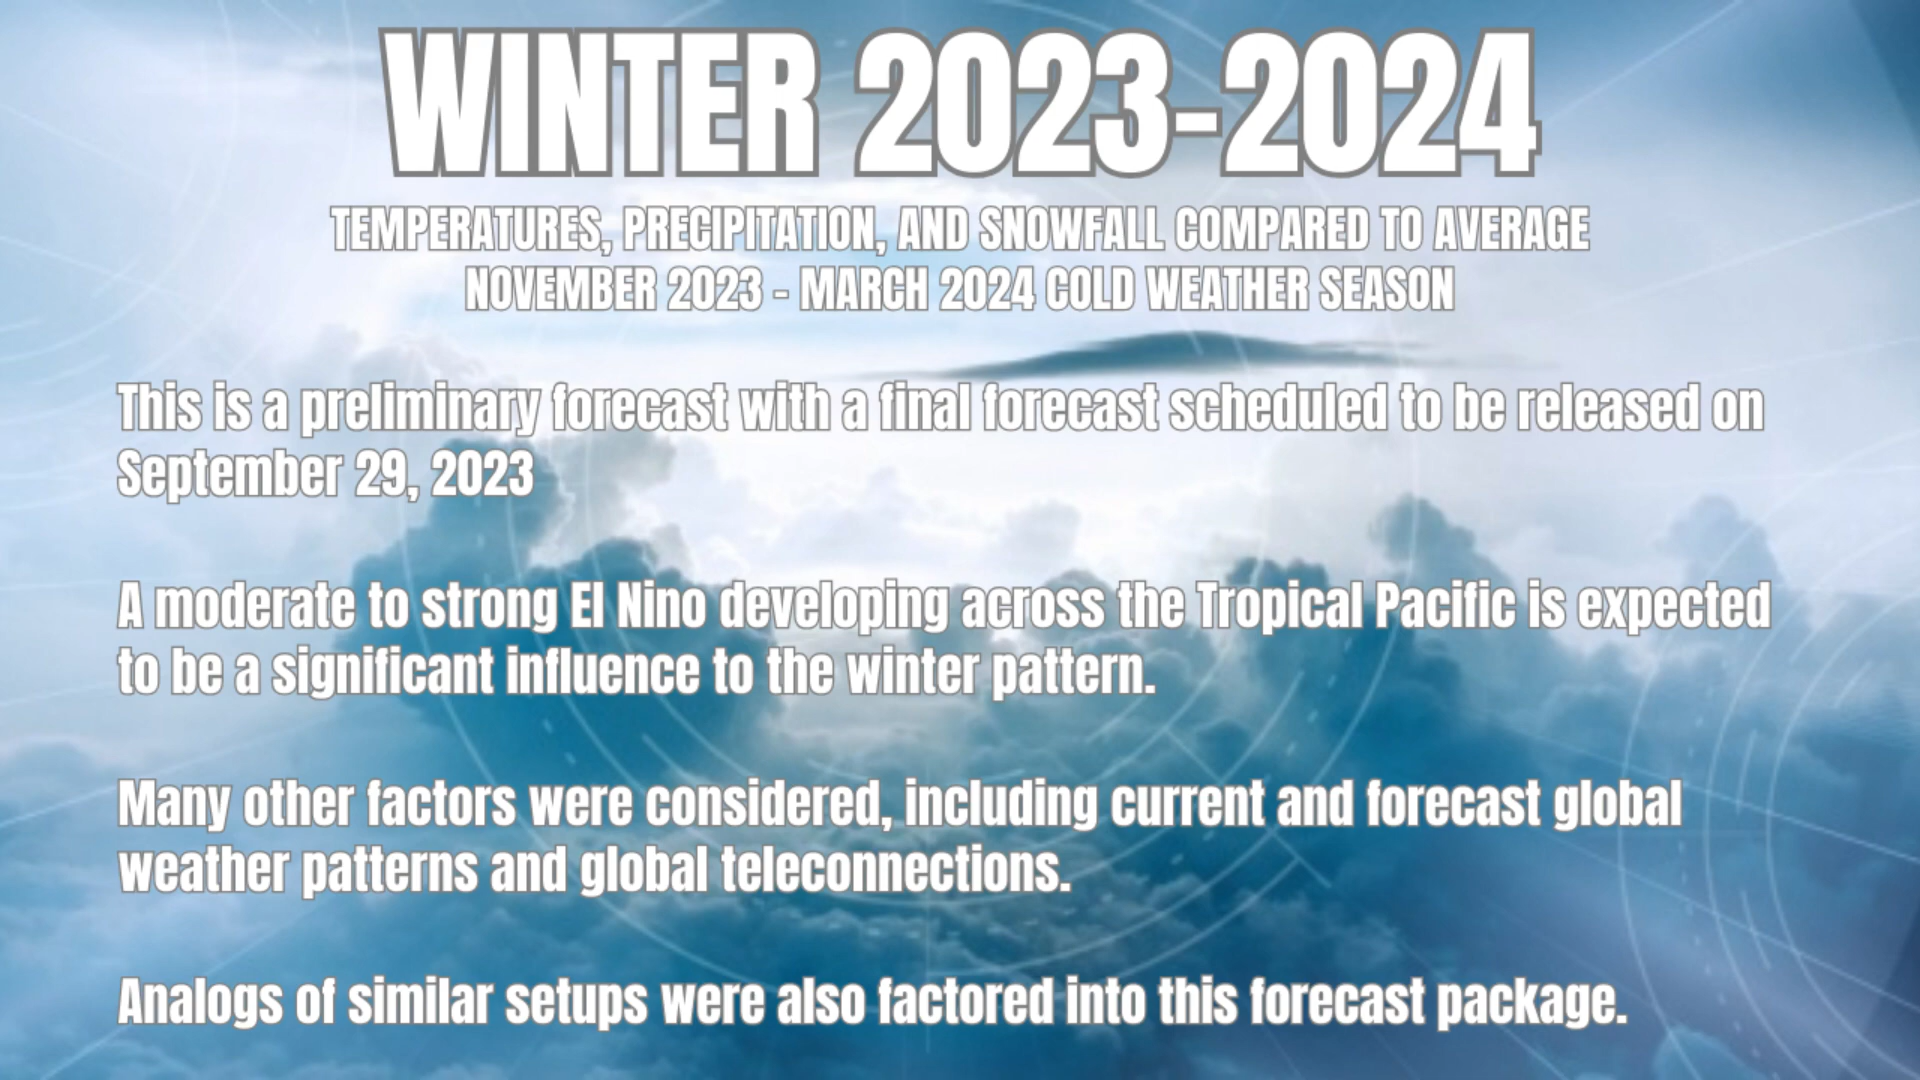 WINTER 2023-2024
TEMPERATURES, PRECIPITATION, AND SNOWFALL COMPARED TO AVERAGE
NOVEMBER 2023 - MARCH 2024 COLD WEATHER SEASON
This is a preliminary forecast with a final forecast scheduled to be released on
September 29, 2023
A moderate to strong El Nino developing across the Tropical Pacific is expected
to be a significant influence to the winter pattern.
Many other factors were considered, including current and forecast global
weather patterns and global teleconnections.
Analogs of similar setups were also factored into this forecast package.